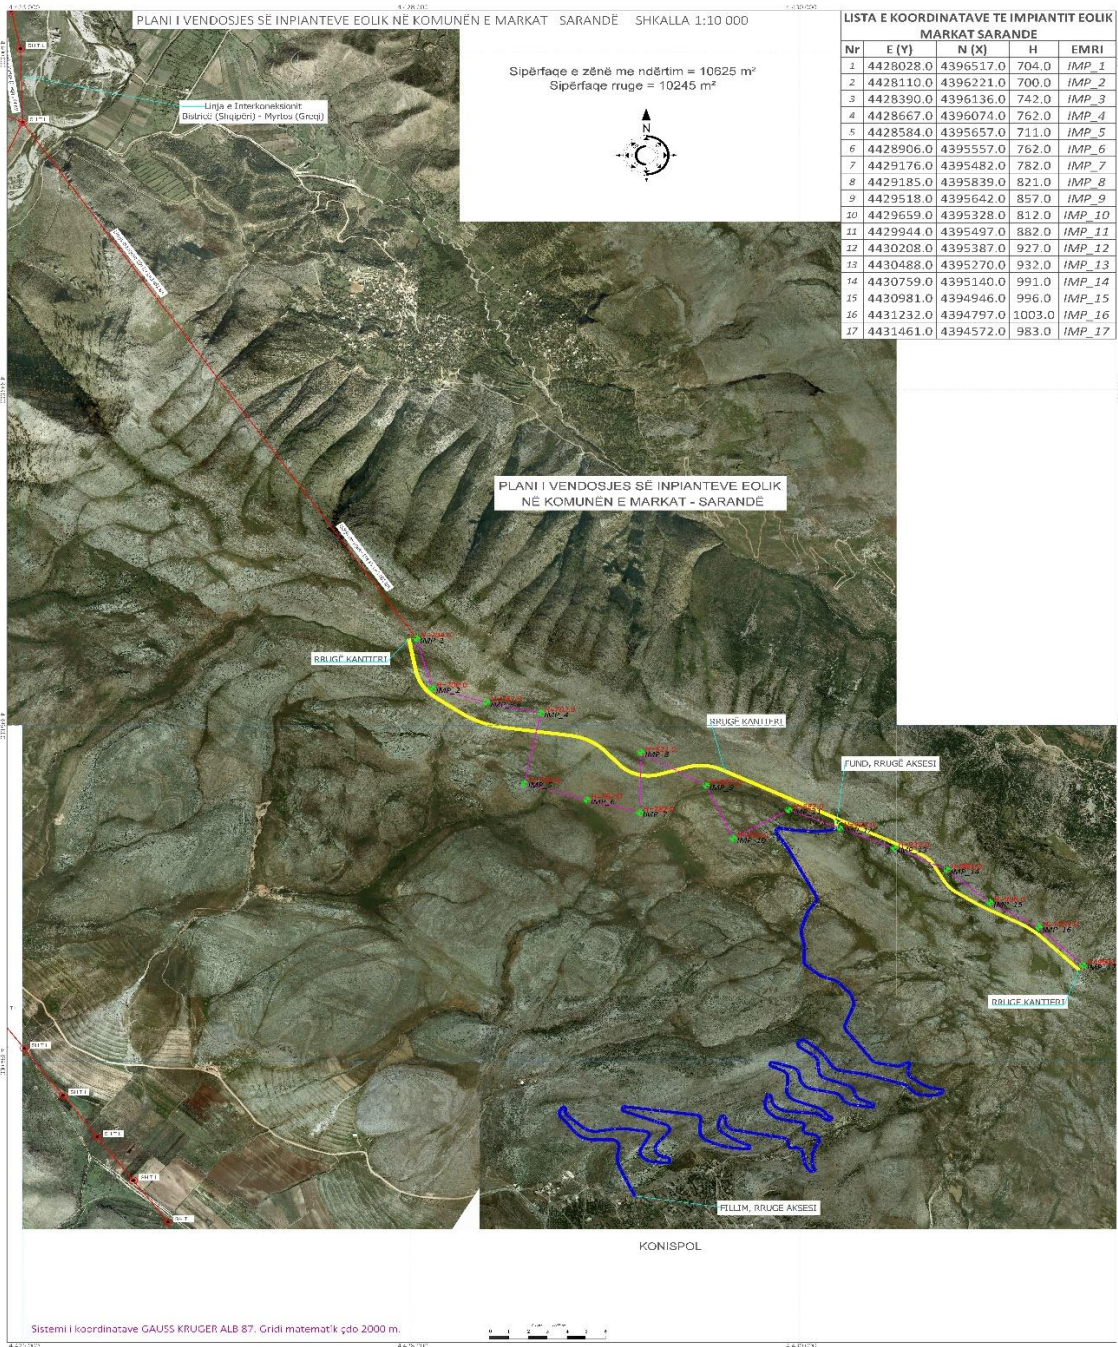 PLANI I VENDOSJES SË INPIANTEVE EOLIK NË KOMUNËN E MARKAT SARANDË SHKALLA 1:10 000
Sipërfaqe e zënë me ndërtim = 10625 m²
Sipërfaqe rruge = 10245 m²
N
LISTA E KOORDINATAVE TE IMPIANTIT EOLIK
MARKAT SARANDE
Nr E (Y) N (X) H EMRI
1 4428028.0 4396517.0 704.0 IMP_1
2 4428110.0 4396221.0 700.0 IMP_2
3 4428390.0 4396136.0 742.0 IMP_3
4 4428667.0 4396074.0 762.0 IMP_4
5 4428584.0 4395657.0 711.0 IMP_5
6 4428906.0 4395557.0 762.0 IMP_6
7 4429176.0 4395482.0 782.0 IMP_7
8 4429185.0 4395839.0 821.0 IMP_8
9 4429518.0 4395642.0 857.0 IMP_9
10 4429659.0 4395328.0 812.0 IMP_10
11 4429944.0 4395497.0 882.0 IMP_11
12 4430208.0 4395387.0 927.0 IMP_12
13 4430488.0 4395270.0 932.0 IMP_13
14 4430759.0 4395140.0 991.0 IMP_14
15 4430981.0 4394946.0 996.0 IMP_15
16 4431232.0 4394797.0 1003.0 IMP_16
17 4431461.0 4394572.0 983.0 IMP_17
Linja e Interkoneksionit
Bistricë (Shqipëri) - Myrtos (Greqi)
PLANI I VENDOSJES SË INPIANTEVE EOLIK
NË KOMUNËN E MARKAT - SARANDË
RRUGË KANTIERI
IMP_2
IMP_4
RRUGË KANTIERI
IMP_8
FUND, RRUGË AKSESI
IMP_6
IMP_7
IMP_10
IMP_14
IMP_15
IMP_16
RRUGË KANTIERI
FILLIM, RRUGË AKSESI
KONISPOL
Sistemi i koordinatave GAUSS KRUGER ALB 87. Gridi matematik çdo 2000 m.